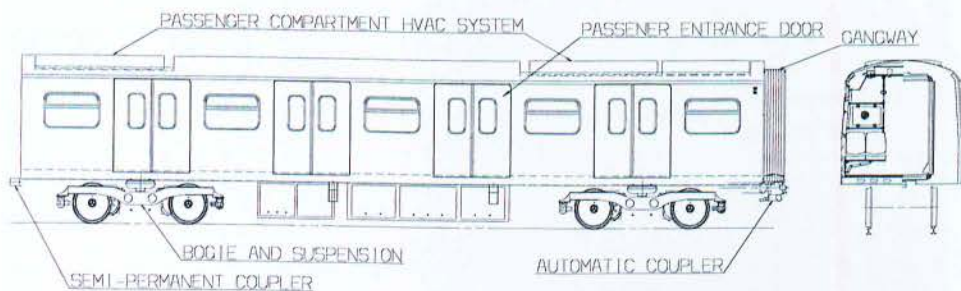 PASSENGER COMPARTMENT HVAC SYSTEM
PASSENER ENTRANCE DOOR
GANGWAY
BOGIE AND SUSPENSION
AUTOMATIC COUPLER
SEMI-PERMANENT COUPLER